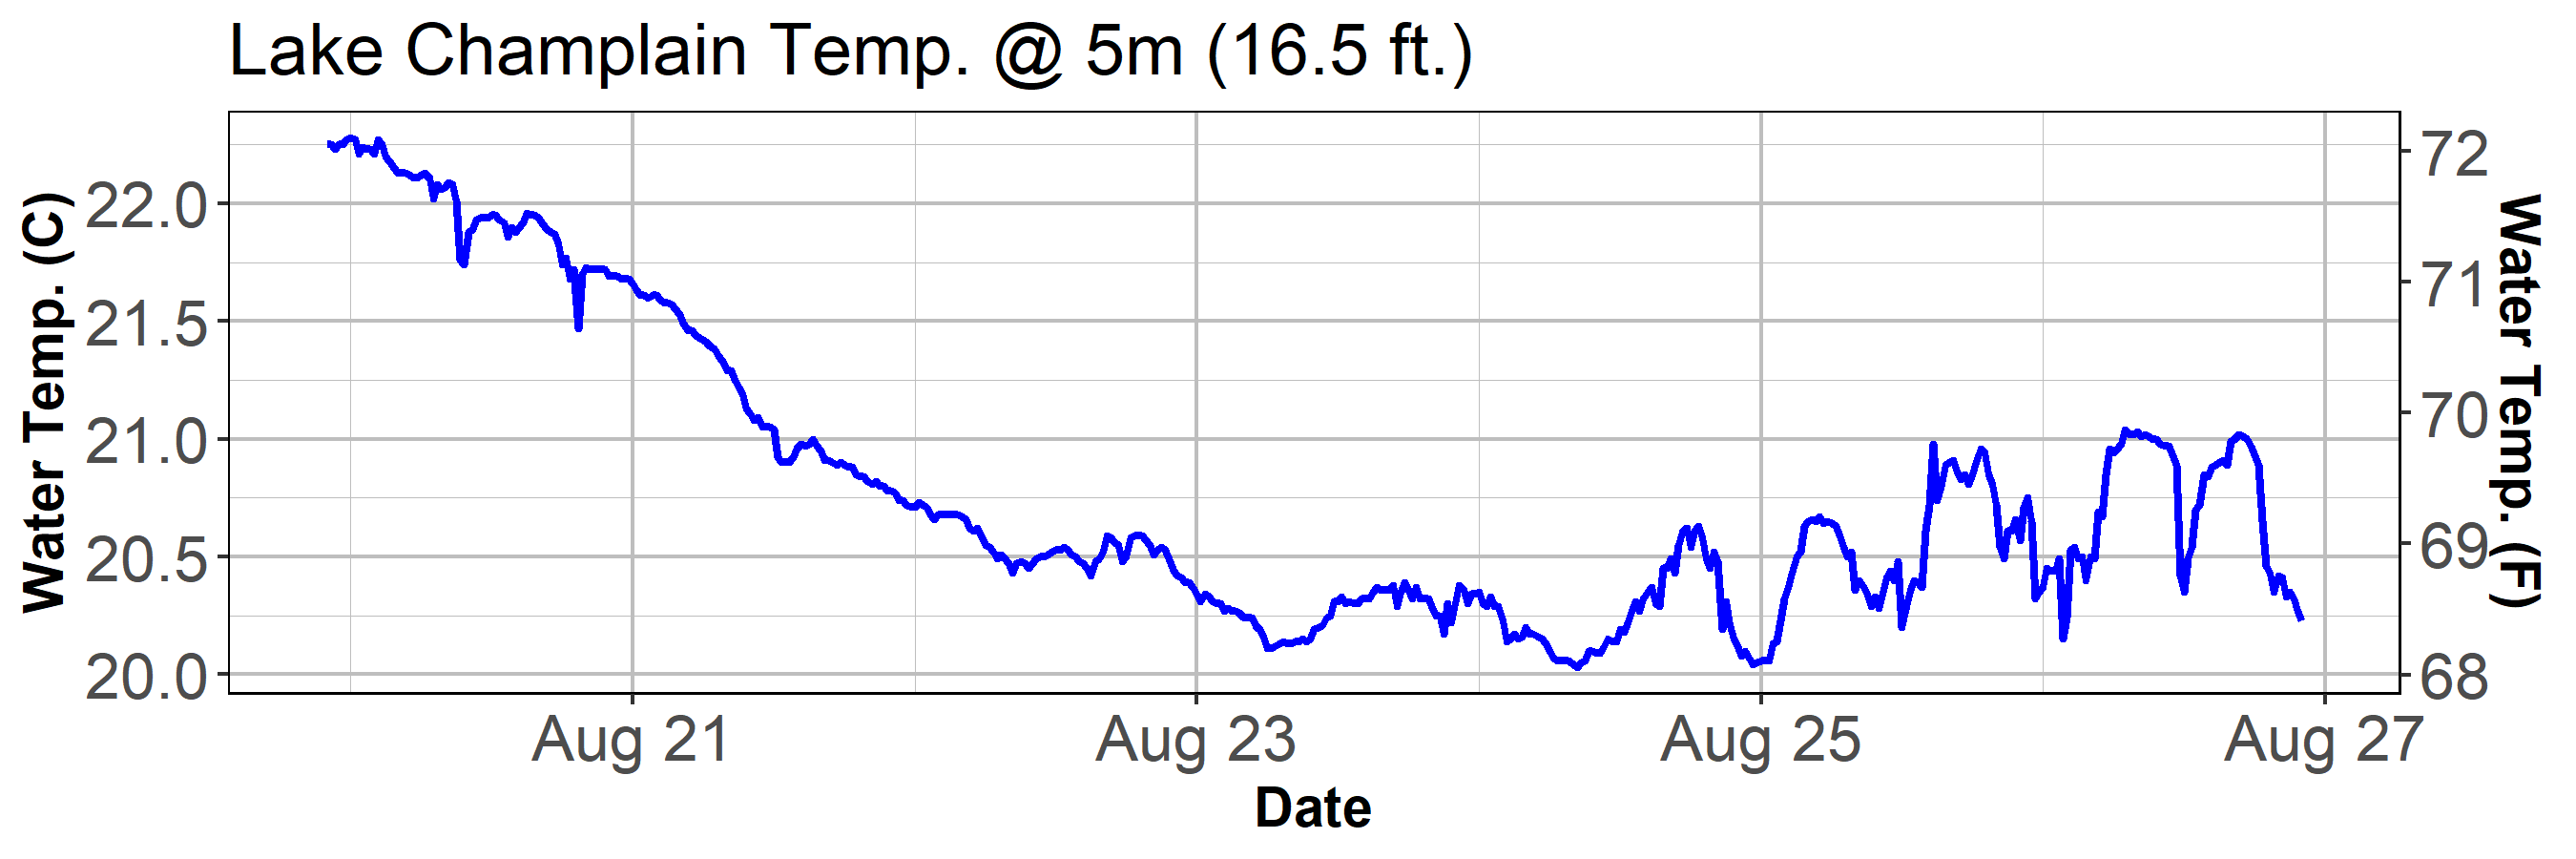 Lake Champlain Temp. @ 5m (16.5 ft.)
Water Temp. (C)
22.0
21.5
21.0
20.5
20.0
72
71
70
69
68
Water Temp. (F)
Aug 21
Aug 23
Aug 25
Aug 27
Date